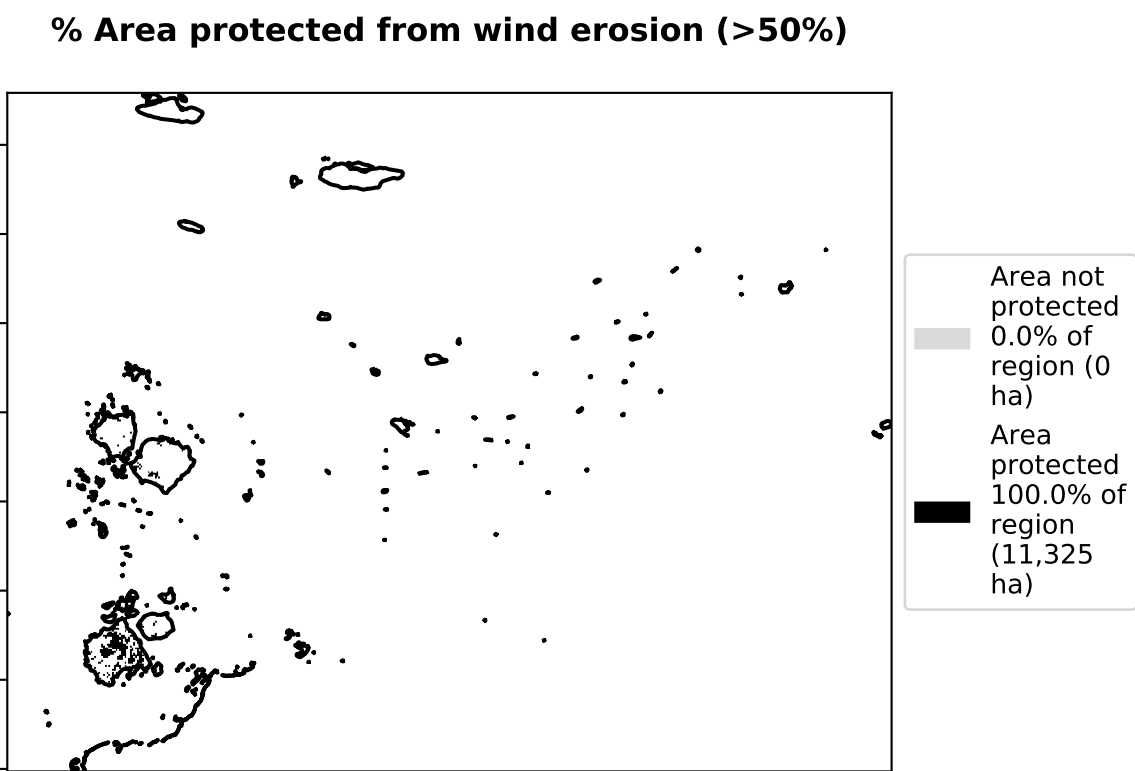 % Area protected from wind erosion (>50%)
Area not
protected
0.0% of
region (0
ha)
Area
protected
100.0% of
region
(11,325
ha)